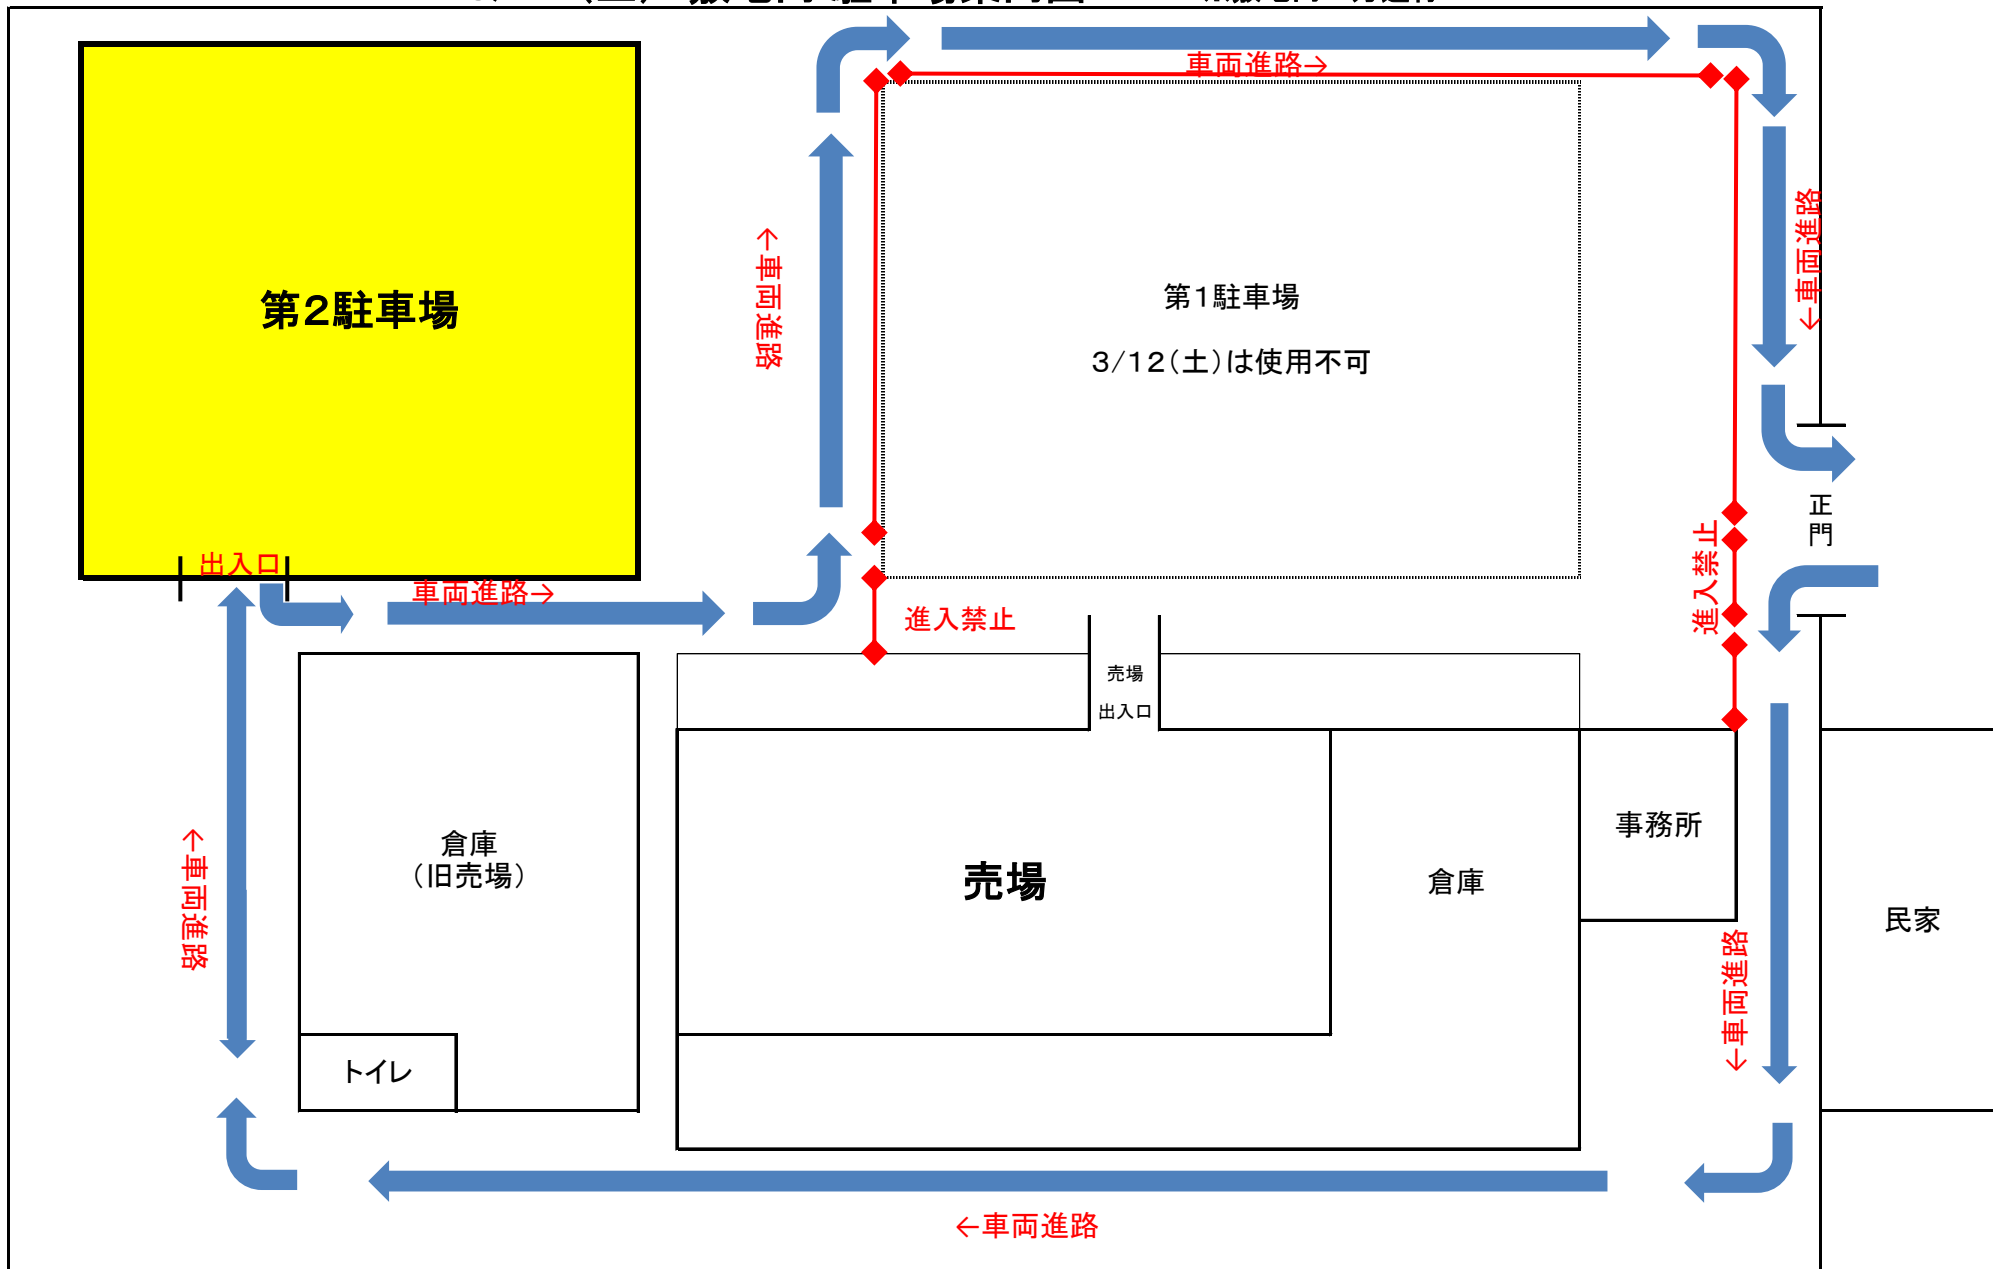 車両進路→
←車両進路
←車両進路
第2駐車場
第1駐車場
3/12(土)は使用不可
正門
出入口
車両進路→
進入禁止
進入禁止
売場
出入口
倉庫
(旧売場)
←車両進路
売場
倉庫
事務所
民家
←車両進路
トイレ
←車両進路